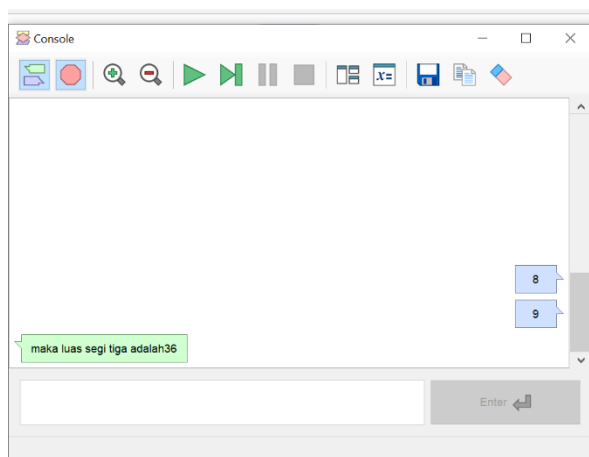 Console
x=
8
9
maka luas segi tiga adalah36
Enter